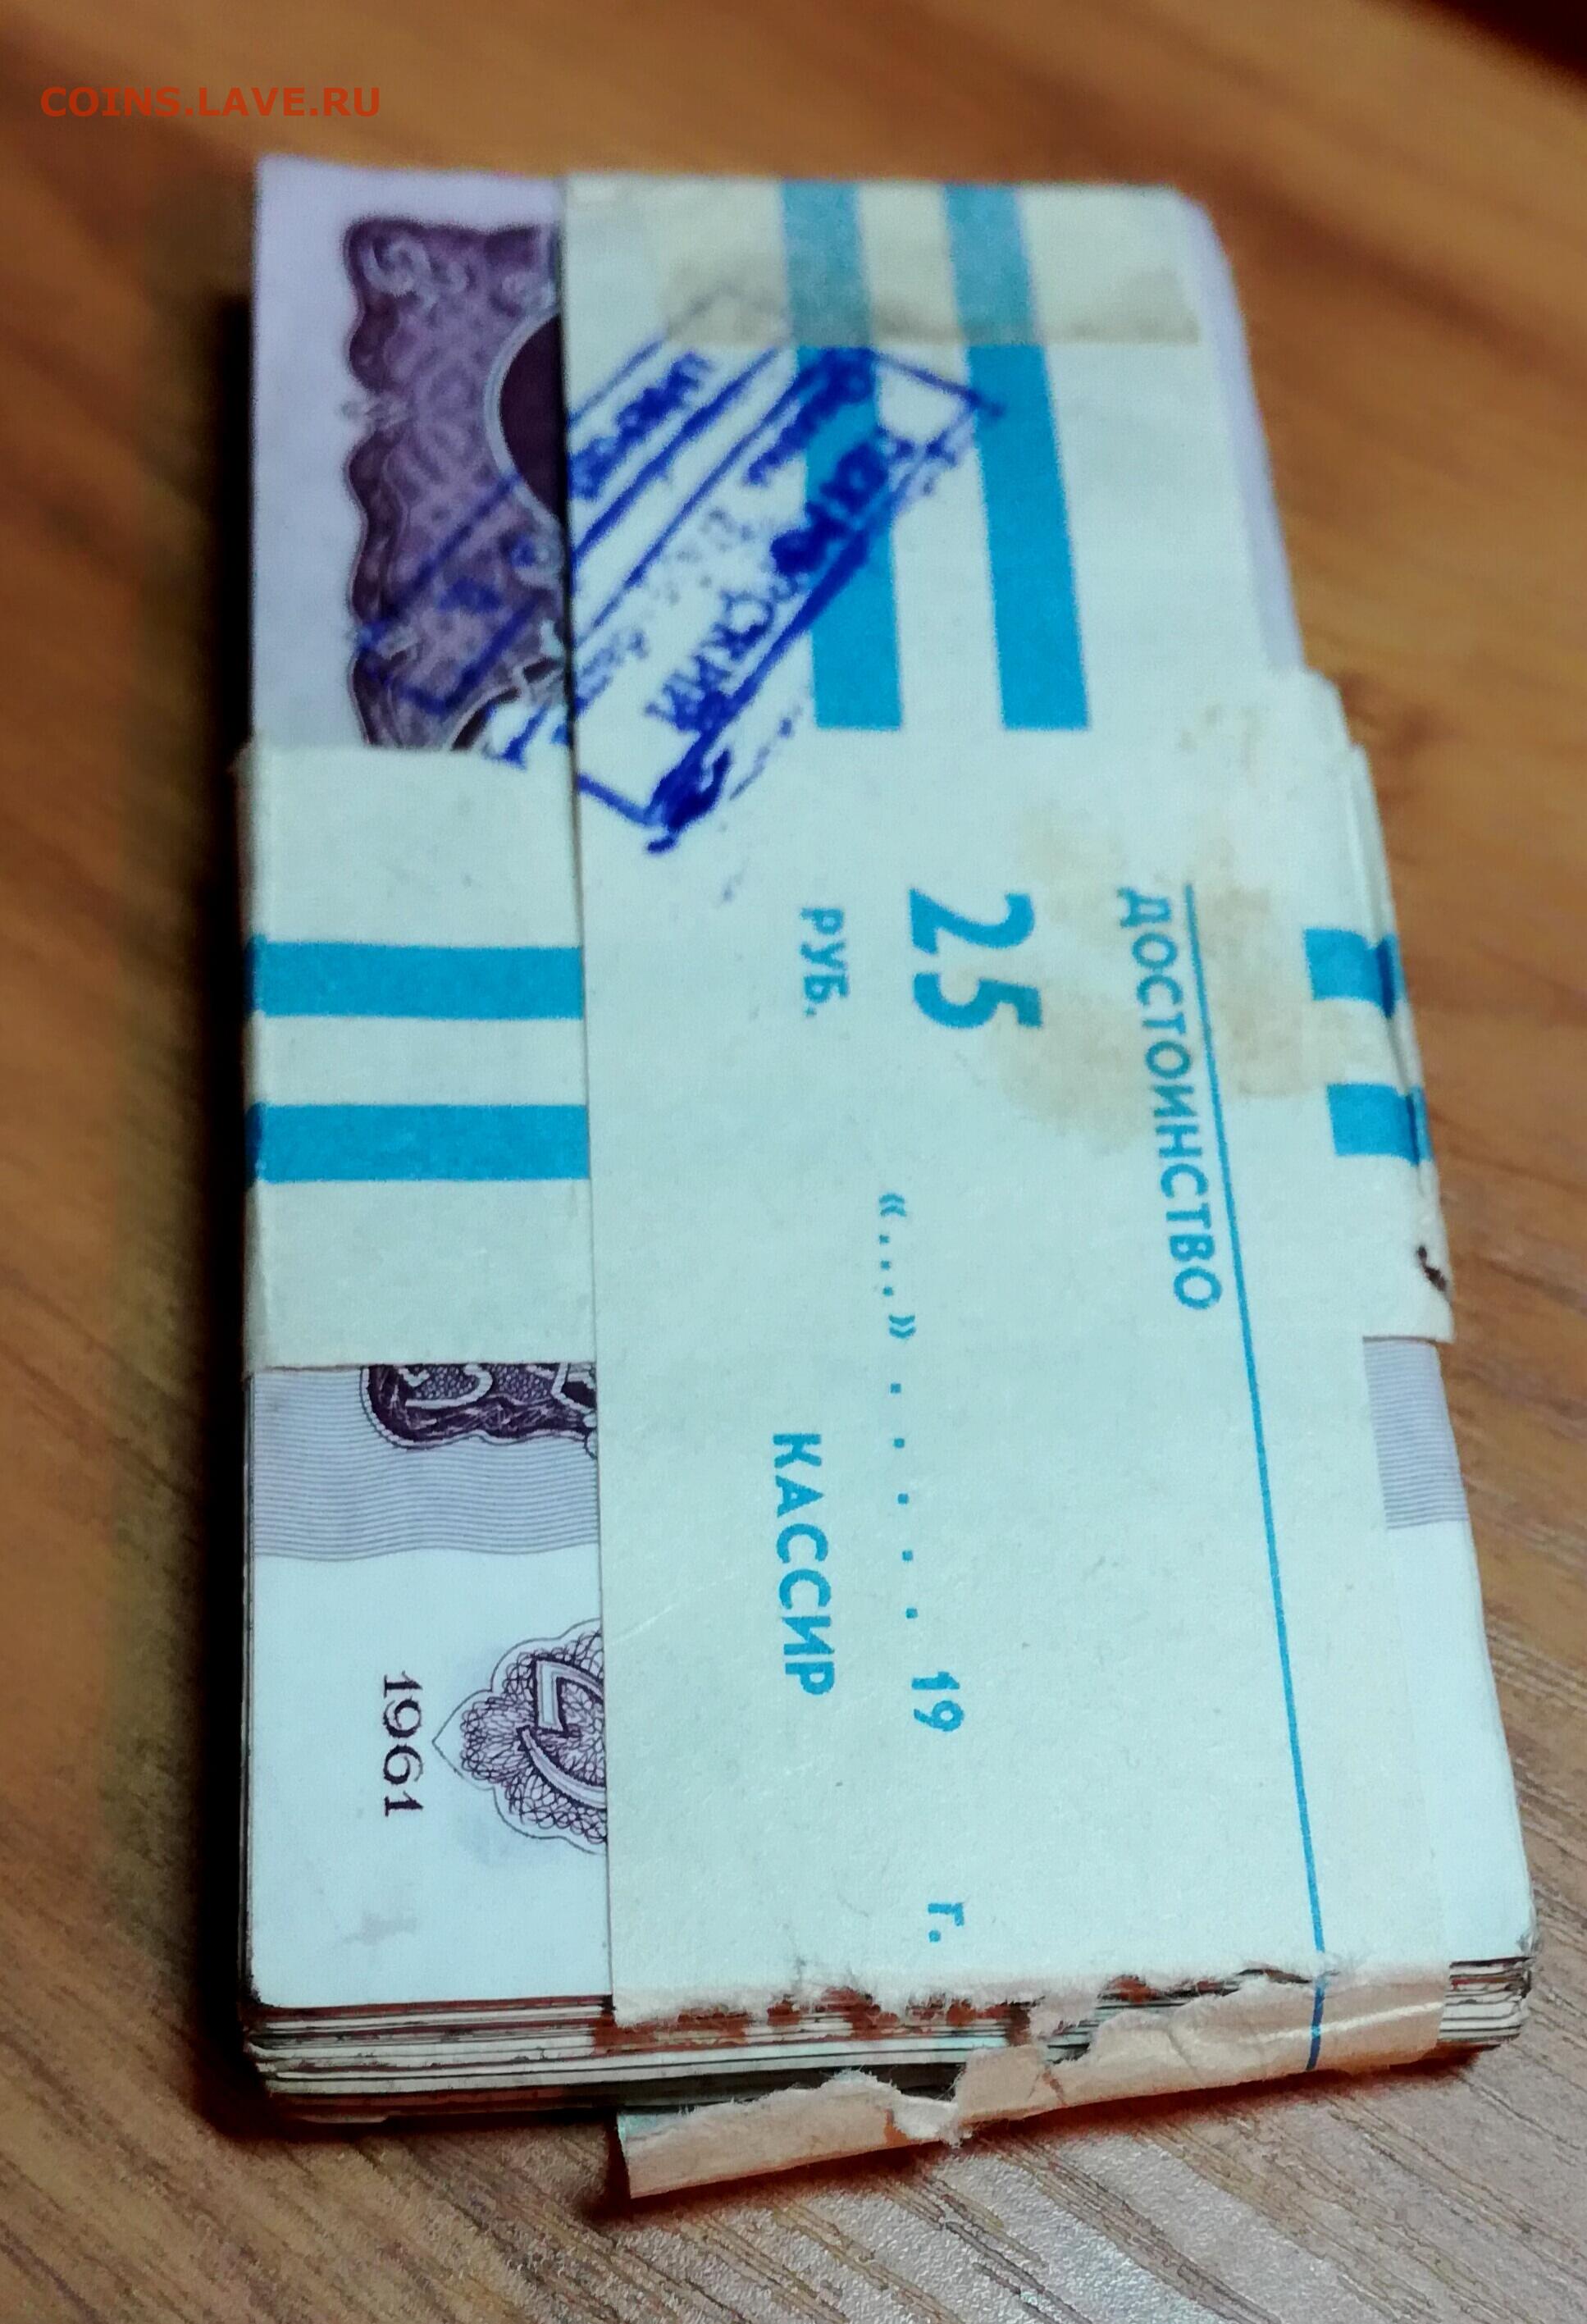 COINS.LAVE.RU
ДОСТОИНСТВО
25
РУБ.
«...» . . . . . 19 г.
КАССИР
1961